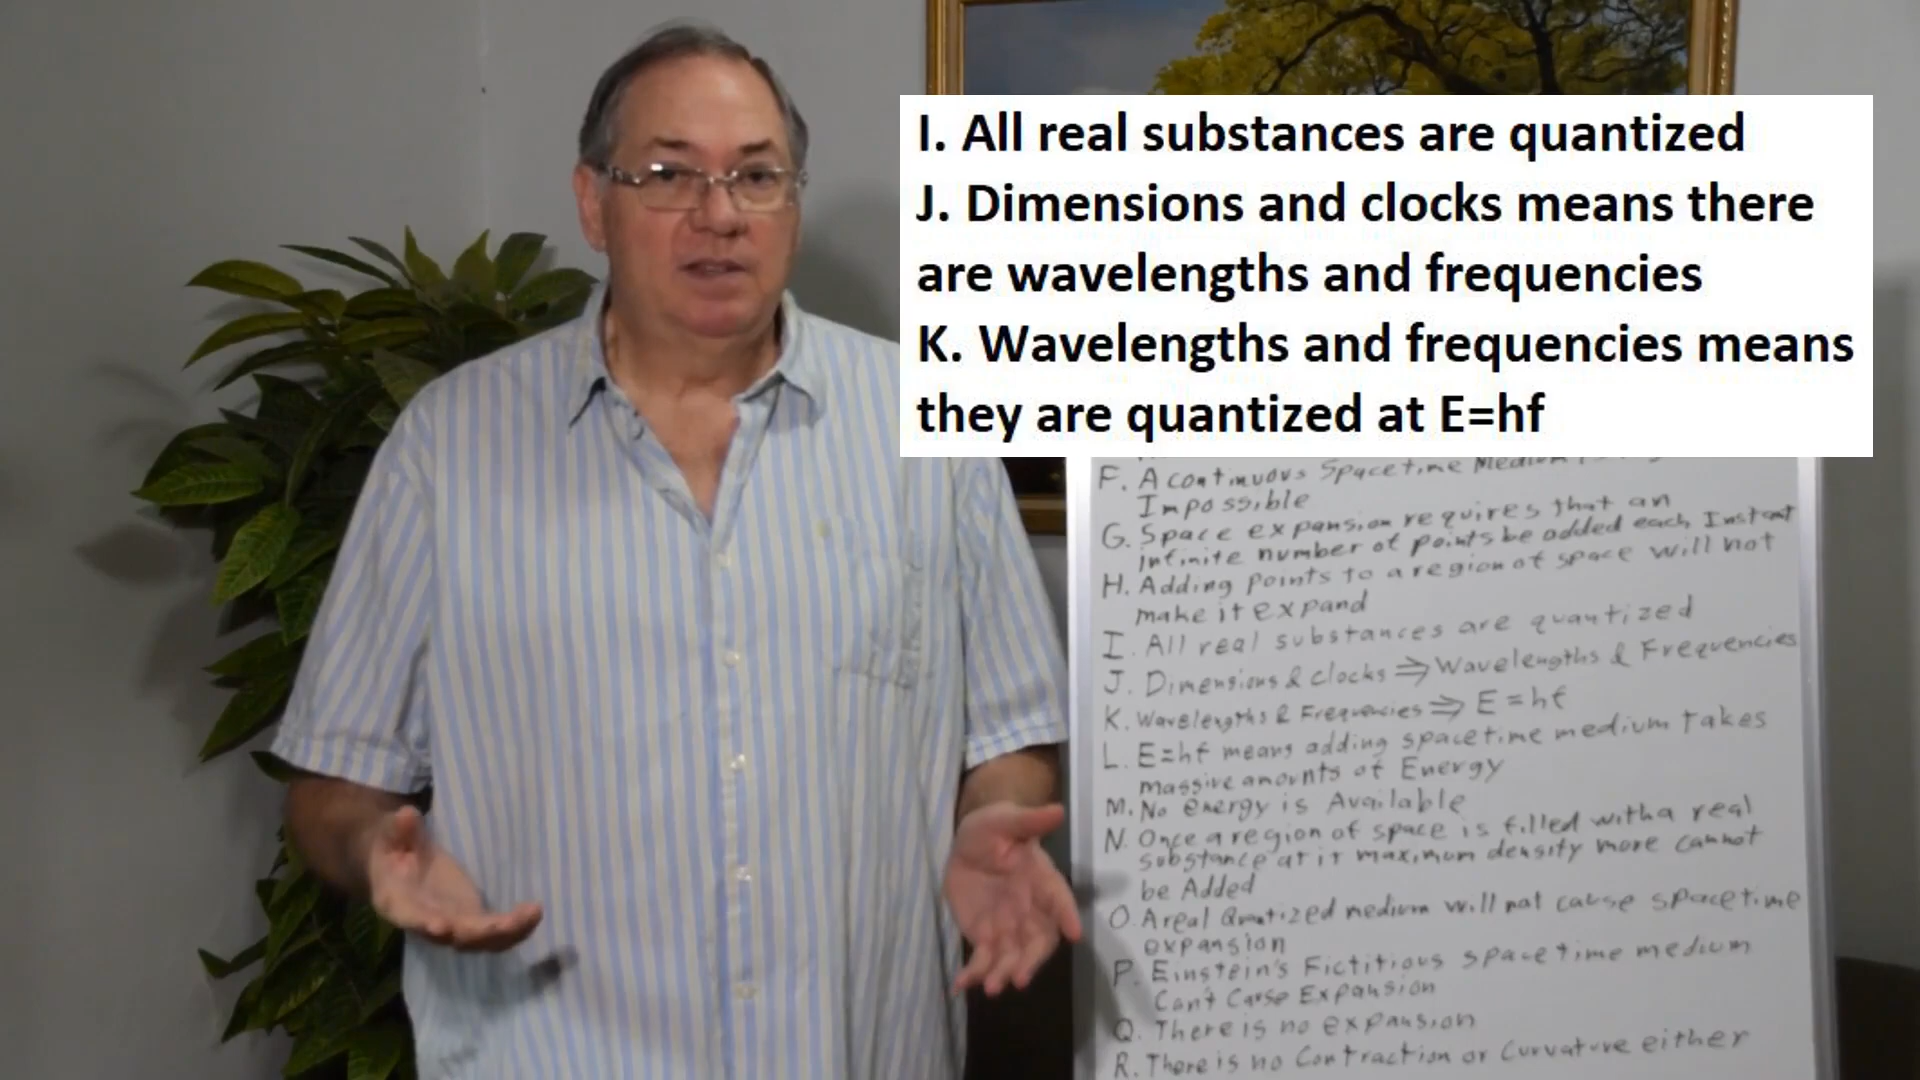 I. All real substances are quantized
J. Dimensions and clocks means there
are wavelengths and frequencies
K. Wavelengths and frequencies means
they are quantized at E=hf
F. A continuous Spacetime Medium
Impossible
G. Space expansion requires that an
infinite number of points be added each Instant
H. Adding points to a region of space will not
make it expand
I. All real substances are quantized
J. Dimensions & clocks ⇒ Wavelengths & Frequencies
K. Wavelengths & Frequencies ⇒ E=hf
L. E=hf means adding spacetime medium takes
massive amounts of Energy
M. No energy is Available
N. Once a region of space is filled with a real
substance at it maximum density more cannot
be Added
O. A real Quantized medium will not cause spacetime
expansion
P. Einstein's Fictitious spacetime medium
Can't Cause Expansion
Q. There is no expansion
R. There is no Contraction or Curvature either